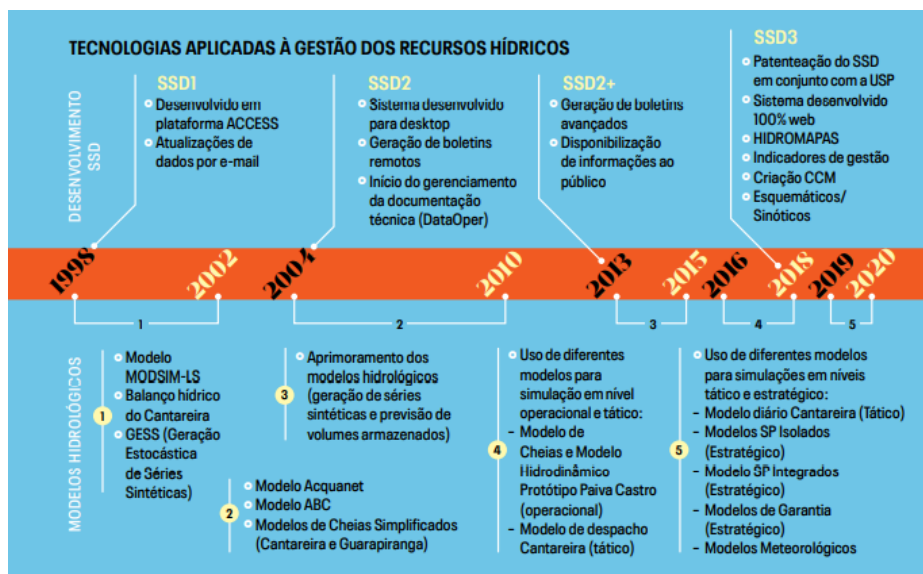 TECNOLOGIAS APLICADAS À GESTÃO DOS RECURSOS HÍDRICOS
DESENVOLVIMENTO
SSD
SSD1
Desenvolvido em
plataforma ACCESS
Atualizações de
dados por e-mail
SSD2
Sistema desenvolvido
para desktop
Geração de boletins
remotos
Início do gerenciamento
da documentação
técnica (DataOper)
SSD2+
Geração de boletins
avançados
Disponibilização
de informações ao
público
SSD3
Patenteação do SSD
em conjunto com a USP
Sistema desenvolvido
100% web
HIDROMAPAS
Indicadores de gestão
Criação CCM
Esquemáticos/
Sinóticos
1998
2002
2004
2010
2013
2015
2016
2018
2019
2020
1
2
3
4
5
MODELOS HIDROLÓGICOS
1
Modelo
MODSIM-LS
Balanço hídrico
do Cantareira
GESS (Geração
Estocástica
de Séries
Sintéticas)
2
Modelo Acquanet
Modelo ABC
Modelos de Cheias Simplificados
(Cantareira e Guarapiranga)
3
Aprimoramento dos
modelos hidrológicos
(geração de séries
sintéticas e previsão de
volumes armazenados)
4
Uso de diferentes
modelos para
simulação em nível
operacional e tático:
– Modelo de
Cheias e Modelo
Hidrodinâmico
Protótipo Paiva Castro
(operacional)
– Modelo de despacho
Cantareira (tático)
5
Uso de diferentes modelos
para simulações em níveis
tático e estratégico:
– Modelo diário Cantareira (Tático)
– Modelos SP Isolados
(Estratégico)
– Modelo SP Integrados
(Estratégico)
– Modelos de Garantia
(Estratégico)
– Modelos Meteorológicos